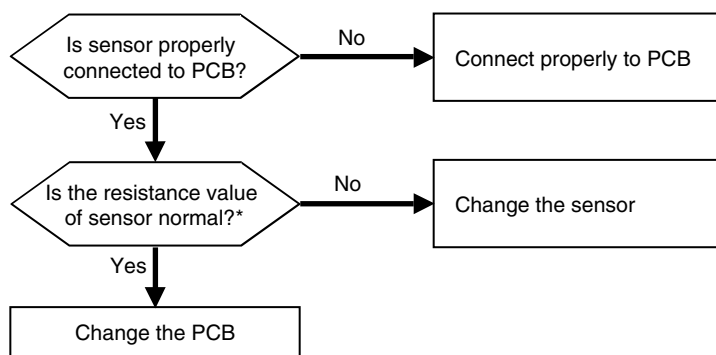 Is sensor properly
connected to PCB?
No
Connect properly to PCB
Yes
Is the resistance value
of sensor normal?*
No
Change the sensor
Yes
Change the PCB